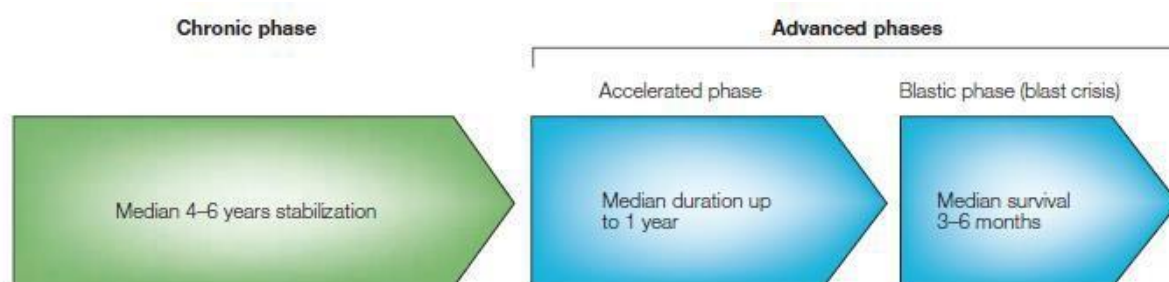 Chronic phase
Advanced phases
Accelerated phase
Blastic phase (blast crisis)
Median 4–6 years stabilization
Median duration up
to 1 year
Median survival
3–6 months